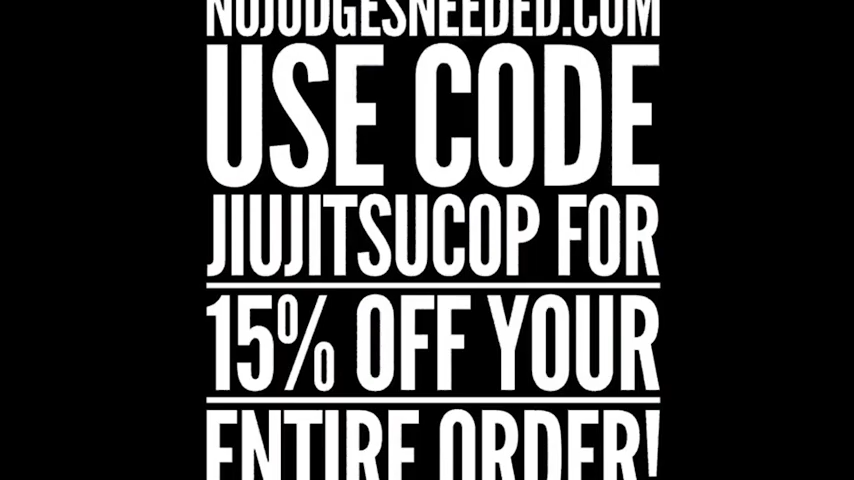 NOJUDGESNEEDED.COM
USE CODE
JIUJITSUCOP FOR
15% OFF YOUR
ENTIRE ORDER!